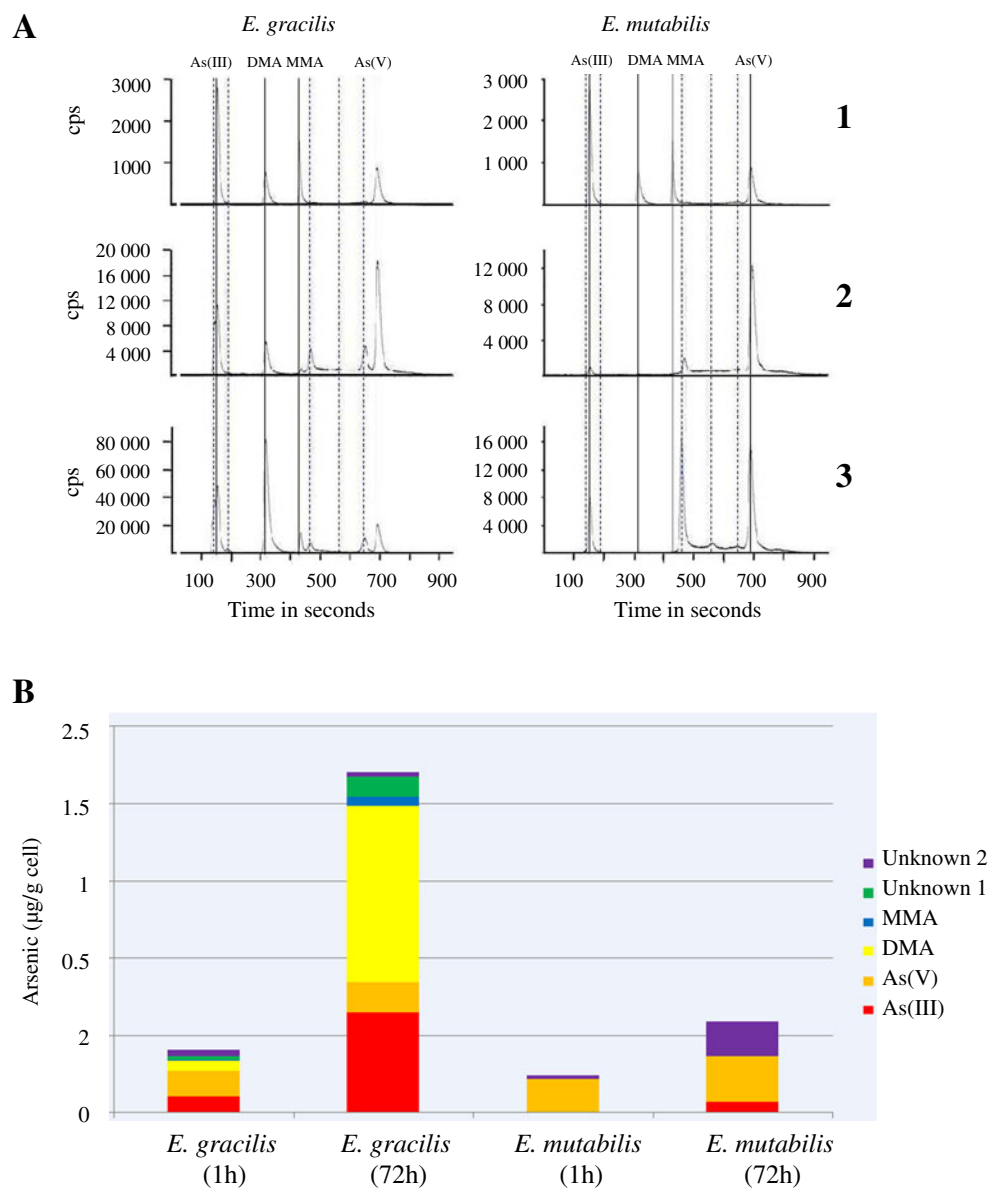 A
E. gracilis
E. mutabilis
As(III) DMA MMA As(V)
As(III) DMA MMA As(V)
cps
3000
2000
1000
3 000
2 000
1 000
1
cps
20 000
16 000
12 000
8 000
4 000
12 000
8 000
4 000
2
cps
80 000
60 000
40 000
20 000
16 000
12 000
8 000
4 000
3
100 300 500 700 900
100 300 500 700 900
Time in seconds
Time in seconds
B
Arsenic (µg/g cell)
2.5
1.5
1
0.5
2
0
Unknown 2
Unknown 1
MMA
DMA
As(V)
As(III)
E. gracilis
(1h)
E. gracilis
(72h)
E. mutabilis
(1h)
E. mutabilis
(72h)